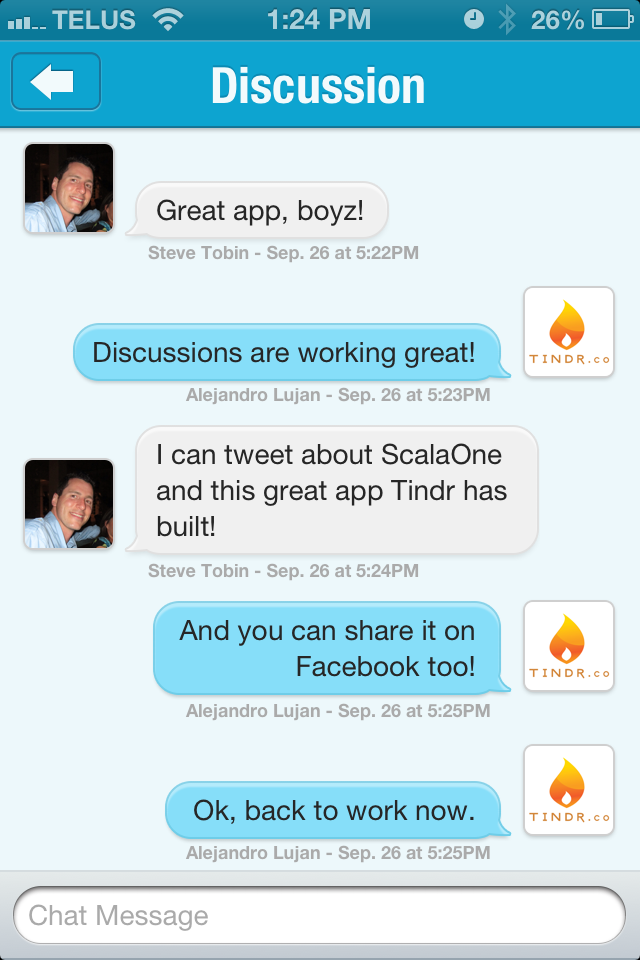 TELUS 1:24 PM 26%
Discussion
Great app, boyz!
Steve Tobin - Sep. 26 at 5:22PM
TINDR.co
Discussions are working great!
Alejandro Lujan - Sep. 26 at 5:23PM
I can tweet about ScalaOne
and this great app Tindr has
built!
Steve Tobin - Sep. 26 at 5:24PM
And you can share it on
Facebook too!
TINDR.co
Alejandro Lujan - Sep. 26 at 5:25PM
Ok, back to work now.
TINDR.co
Alejandro Lujan - Sep. 26 at 5:25PM
Chat Message